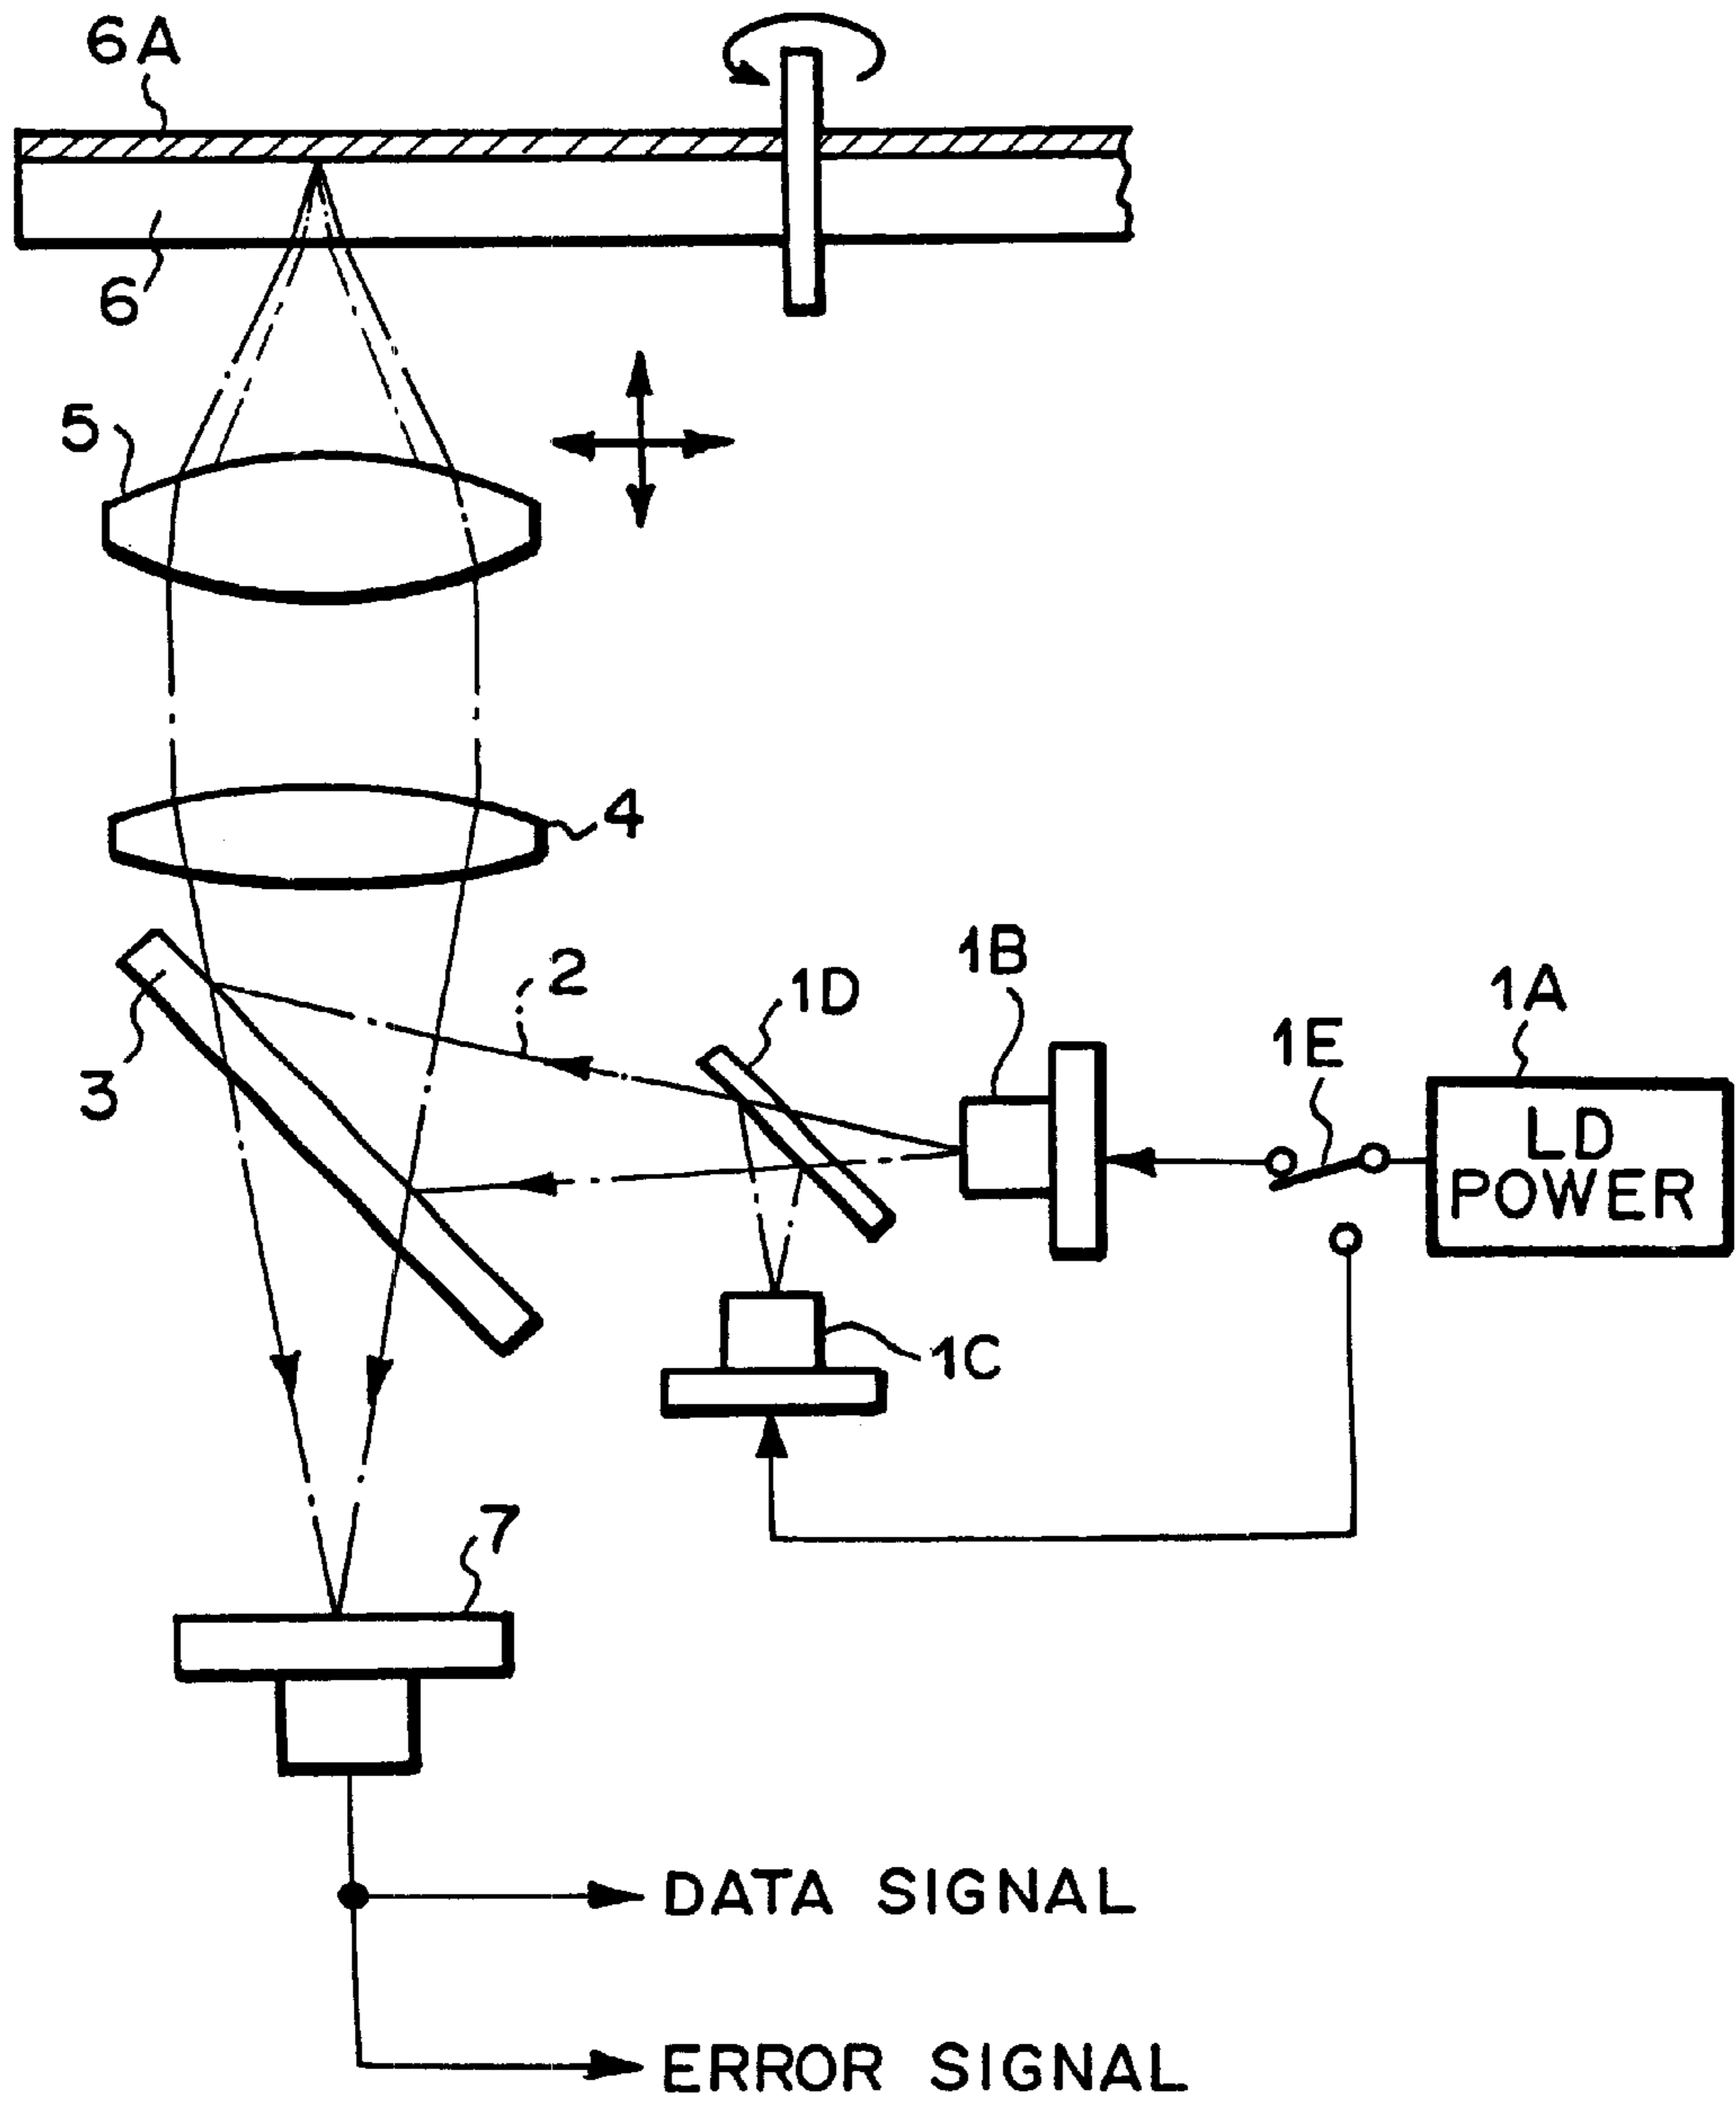 6A
6
5
4
2
1D
1B
1E
1A
LD
POWER
3
1C
7
DATA SIGNAL
ERROR SIGNAL